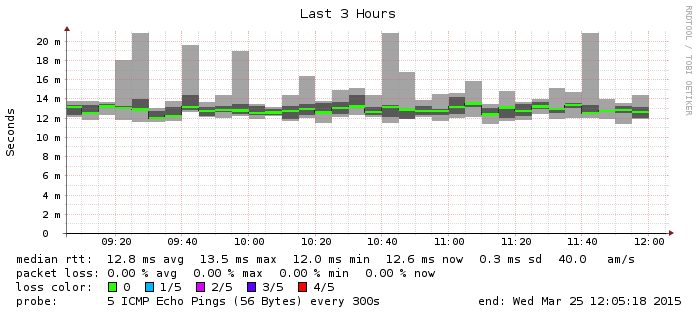 Last 3 Hours
RRDTOOL / TOBI OETIKER
Seconds
20 m
18 m
16 m
14 m
12 m
10 m
8 m
6 m
4 m
2 m
0
09:20 09:40 10:00 10:20 10:40 11:00 11:20 11:40 12:00
median rtt: 12.8 ms avg 13.5 ms max 12.0 ms min 12.6 ms now 0.3 ms sd 40.0 am/s
packet loss: 0.00 % avg 0.00 % max 0.00 % min 0.00 % now
loss color: 0 1/5 2/5 3/5 4/5
probe: 5 ICMP Echo Pings (56 Bytes) every 300s end: Wed Mar 25 12:05:18 2015